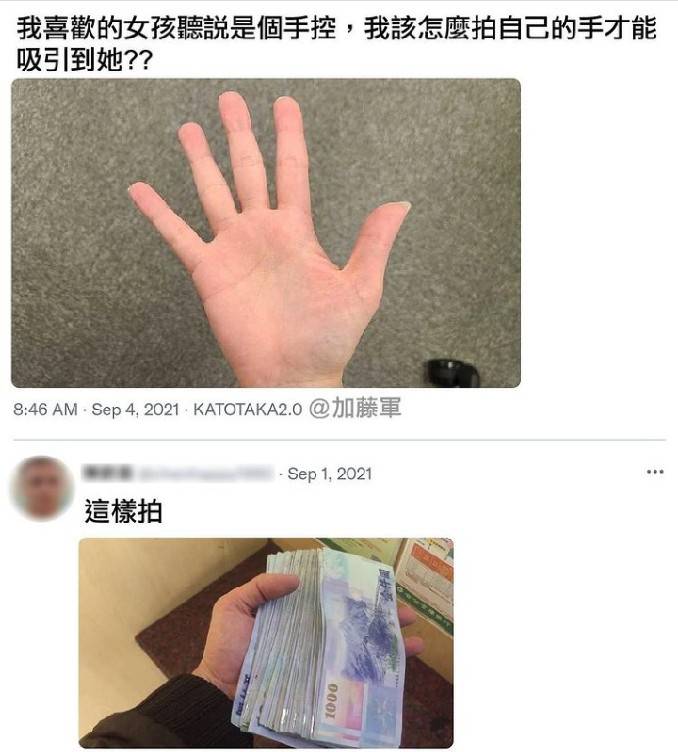 我喜歡的女孩聽説是個手控，我該怎麼拍自己的手才能
吸引到她??
8:46 AM · Sep 4, 2021 · KATOTAKA2.0 @加藤軍
· Sep 1, 2021
這樣拍
1000